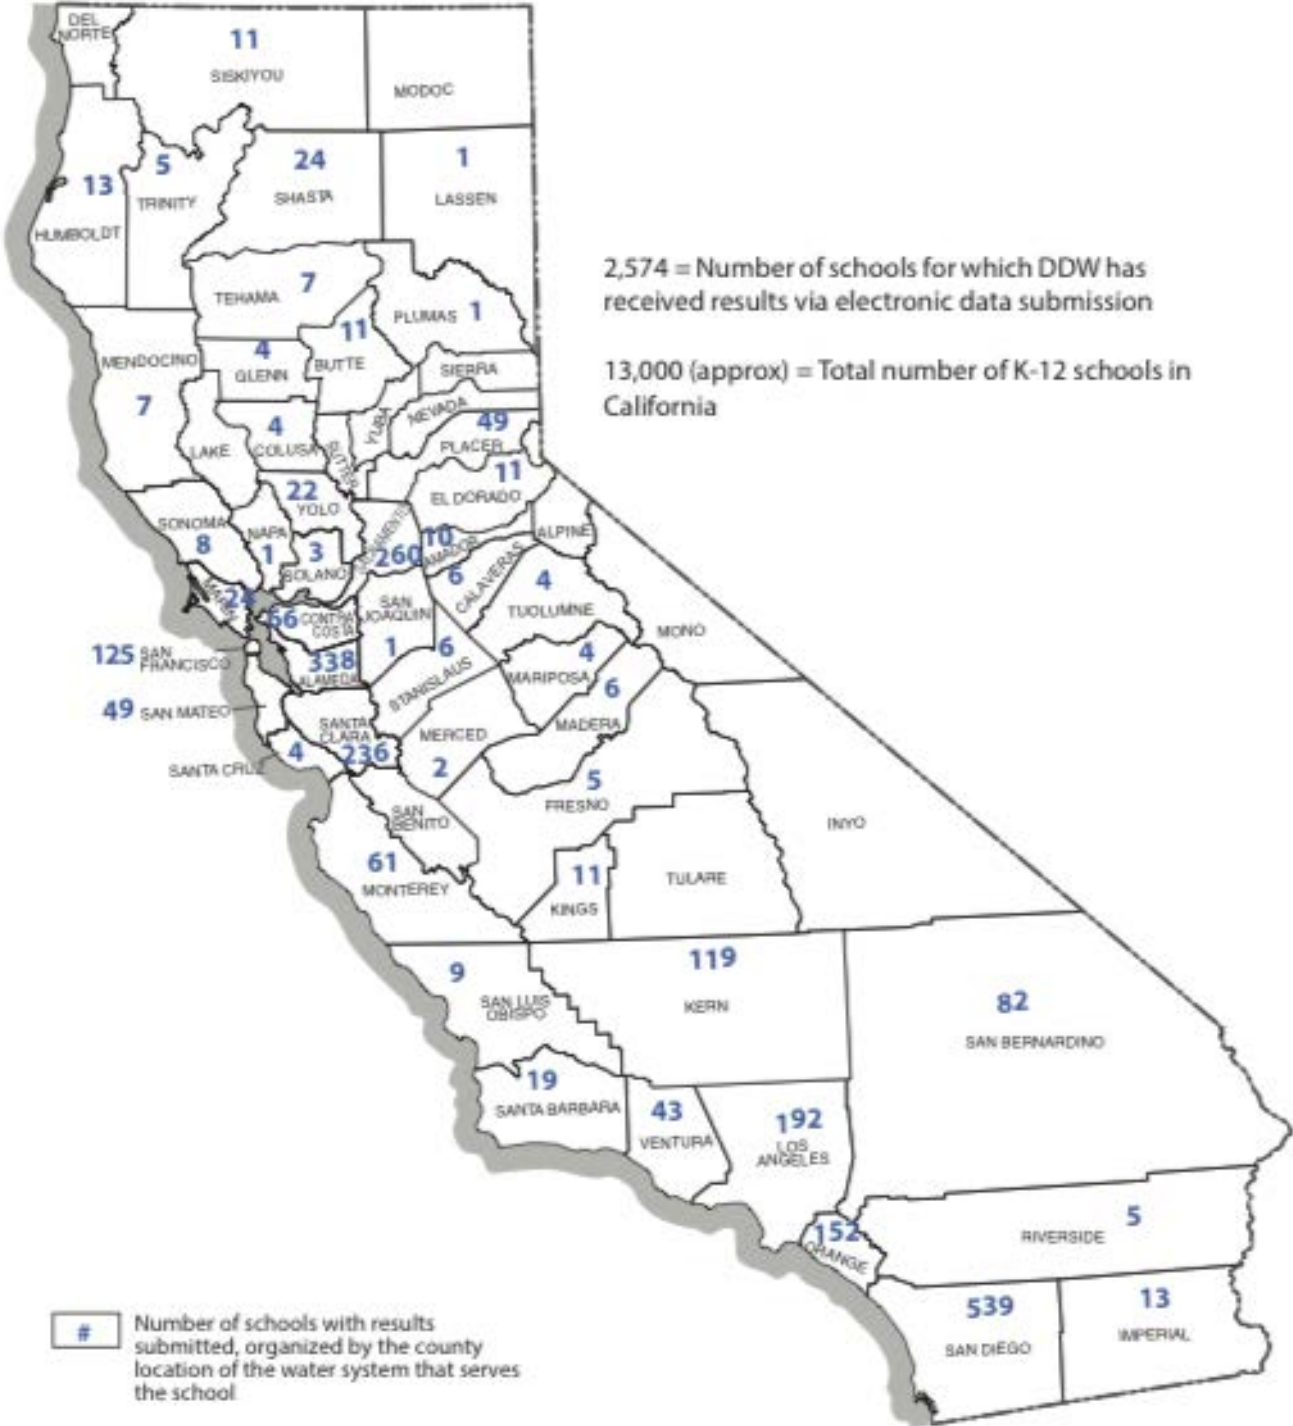 DEL
NORTE
11
SISKIYOU
MODOC
5
TRINITY
24
SHASTA
1
LASSEN
13
HUMBOLDT
TEHAMA 7
PLUMAS 1
2,574 = Number of schools for which DDW has
received results via electronic data submission
13,000 (approx) = Total number of K-12 schools in
California
MENDOCINO
7
4
GLENN
11
BUTTE
SIERRA
LAKE
4
COLUSA
SUTTER
YUBA
NEVADA
49
PLACER
11
EL DORADO
22
YOLO
SONOMA
8
NAPA
1
3
SOLANO
SACRAMENTO
260
10
AMADOR
ALPINE
6
CALAVERAS
4
TUOLUMNE
MONO
MARIN
24
66 CONTRA
COSTA
SAN
JOAQUIN
1
125 SAN
FRANCISCO
338
ALAMEDA
6
STANISLAUS
4
MARIPOSA
6
MADERA
49 SAN MATEO
SANTA
CLARA
236
MERCED
2
4
SANTA CRUZ
5
FRESNO
SAN
BENITO
INYO
61
MONTEREY
11
KINGS
TULARE
9
SAN LUIS
OBISPO
119
KERN
82
SAN BERNARDINO
19
SANTA BARBARA
43
VENTURA
192
LOS
ANGELES
152
ORANGE
5
RIVERSIDE
539
SAN DIEGO
13
IMPERIAL
# Number of schools with results
submitted, organized by the county
location of the water system that serves
the school